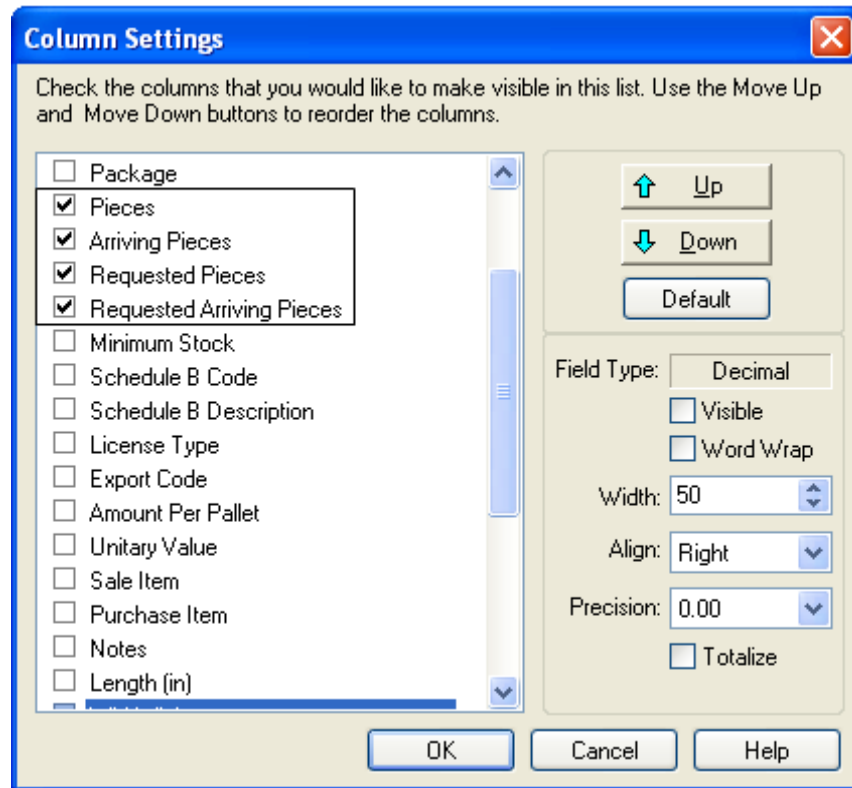 Column Settings
Check the columns that you would like to make visible in this list. Use the Move Up
and Move Down buttons to reorder the columns.
Package
Pieces
Arriving Pieces
Requested Pieces
Requested Arriving Pieces
Minimum Stock
Schedule B Code
Schedule B Description
License Type
Export Code
Amount Per Pallet
Unitary Value
Sale Item
Purchase Item
Notes
Length (in)
Up
Down
Default
Field Type: Decimal
Visible
Word Wrap
Width: 50
Align: Right
Precision: 0.00
Totalize
OK
Cancel
Help